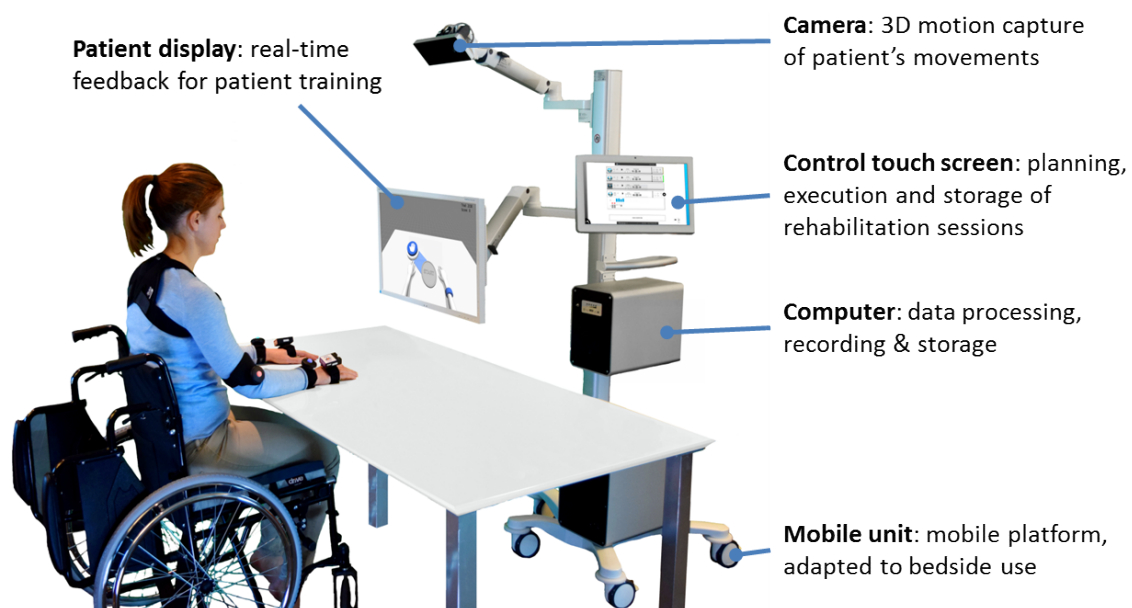 Patient display: real-time
feedback for patient training
Camera: 3D motion capture
of patient's movements
Control touch screen: planning,
execution and storage of
rehabilitation sessions
Computer: data processing,
recording & storage
Mobile unit: mobile platform,
adapted to bedside use
drive